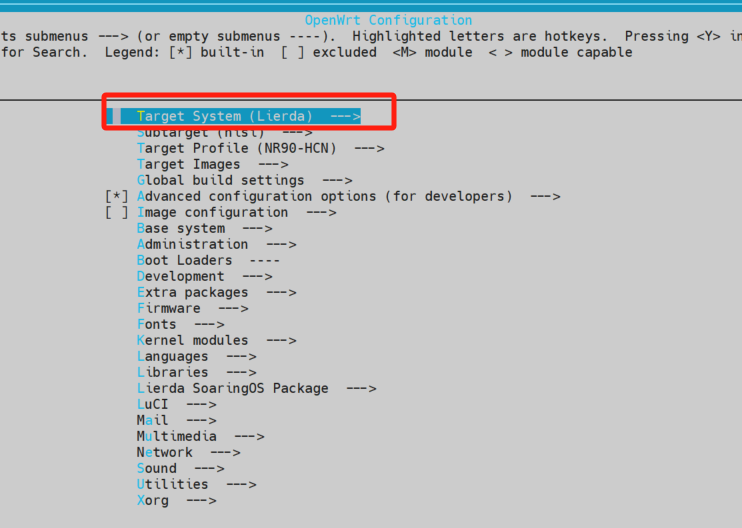 OpenWrt Configuration
ts submenus ---> (or empty submenus ----).  Highlighted letters are hotkeys.  Pressing <Y> in
for Search.  Legend: [*] built-in  [ ] excluded  <M> module  < > module capable
Target System (Lierda)  --->
Subtarget (hisi)  --->
Target Profile (NR90-HCN)  --->
Target Images  --->
Global build settings  --->
[*] Advanced configuration options (for developers)  --->
[ ] Image configuration  --->
Base system  --->
Administration  --->
Boot Loaders  ----
Development  --->
Extra packages  --->
Firmware  --->
Fonts  --->
Kernel modules  --->
Languages  --->
Libraries  --->
Lierda SoaringOS Package  --->
LuCI  --->
Mail  --->
Multimedia  --->
Network  --->
Sound  --->
Utilities  --->
Xorg  --->